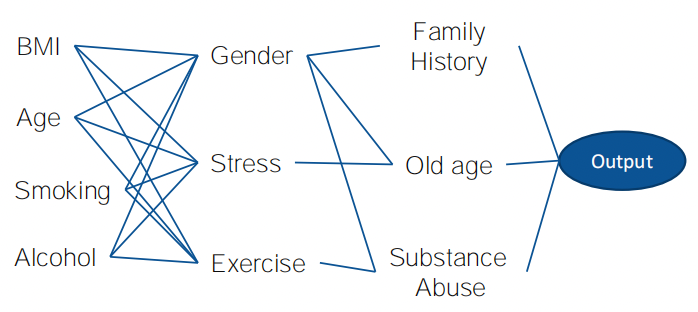 BMI
Age
Smoking
Alcohol
Gender
Stress
Exercise
Family
History
Old age
Substance
Abuse
Output